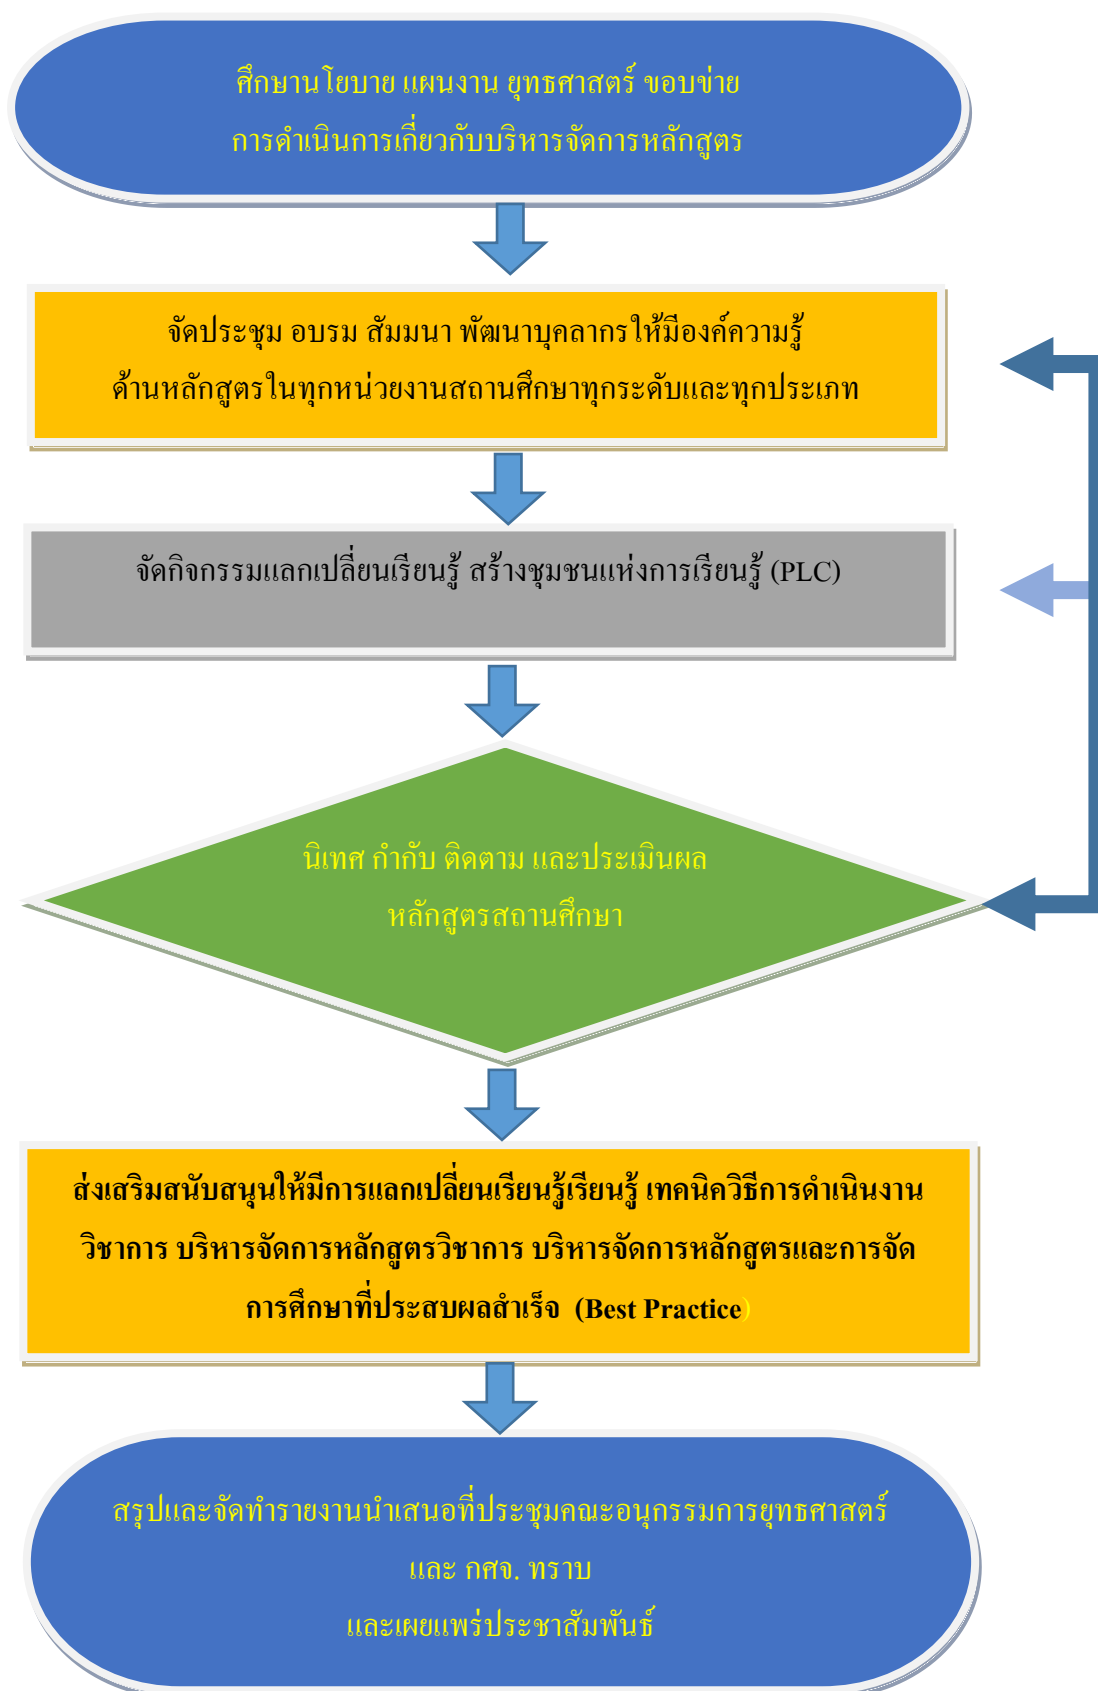 ศึกษานโยบาย แผนงาน ยุทธศาสตร์ ขอบข่าย
การดำเนินการเกี่ยวกับบริหารจัดการหลักสูตร
จัดประชุม อบรม สัมมนา พัฒนาบุคลากรให้มีองค์ความรู้
ด้านหลักสูตรในทุกหน่วยงานสถานศึกษาทุกระดับและทุกประเภท
จัดกิจกรรมแลกเปลี่ยนเรียนรู้ สร้างชุมชนแห่งการเรียนรู้ (PLC)
นิเทศ กำกับ ติดตาม และประเมินผล
หลักสูตรสถานศึกษา
ส่งเสริมสนับสนุนให้มีการแลกเปลี่ยนเรียนรู้เรียนรู้ เทคนิควิธีการดำเนินงาน
วิชาการ บริหารจัดการหลักสูตรวิชาการ บริหารจัดการหลักสูตรและการจัด
การศึกษาที่ประสบผลสำเร็จ (Best Practice)
สรุปและจัดทำรายงานนำเสนอที่ประชุมคณะอนุกรรมการยุทธศาสตร์
และ กศจ. ทราบ
และเผยแพร่ประชาสัมพันธ์